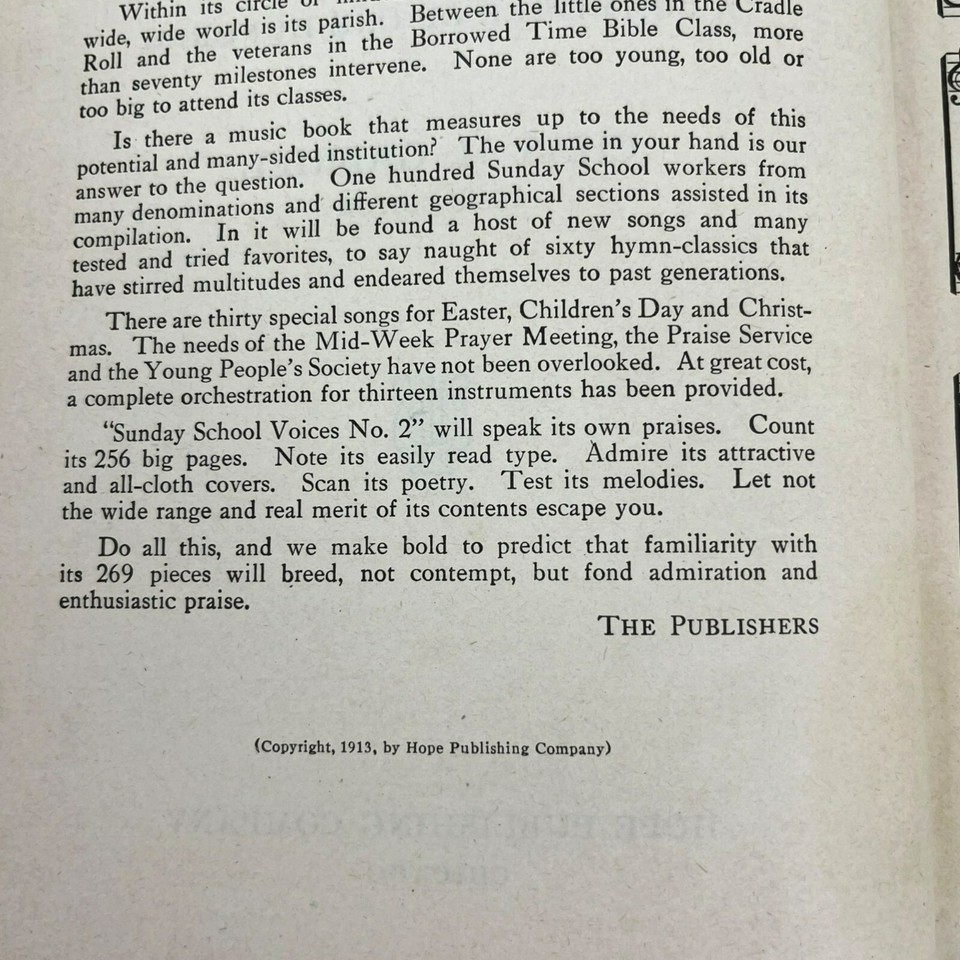 Within its circle of
wide, wide world is its parish. Between the little ones in the Cradle
Roll and the veterans in the Borrowed Time Bible Class, more
than seventy milestones intervene. None are too young, too old or
too big to attend its classes.
Is there a music book that measures up to the needs of this
potential and many-sided institution? The volume in your hand is our
answer to the question. One hundred Sunday School workers from
many denominations and different geographical sections assisted in its
compilation. In it will be found a host of new songs and many
tested and tried favorites, to say naught of sixty hymn-classics that
have stirred multitudes and endeared themselves to past generations.
There are thirty special songs for Easter, Children's Day and Christ-
mas. The needs of the Mid-Week Prayer Meeting, the Praise Service
and the Young People's Society have not been overlooked. At great cost,
a complete orchestration for thirteen instruments has been provided.
"Sunday School Voices No. 2" will speak its own praises. Count
its 256 big pages. Note its easily read type. Admire its attractive
and all-cloth covers. Scan its poetry. Test its melodies. Let not
the wide range and real merit of its contents escape you.
Do all this, and we make bold to predict that familiarity with
its 269 pieces will breed, not contempt, but fond admiration and
enthusiastic praise.
THE PUBLISHERS
(Copyright, 1913, by Hope Publishing Company)
HOPE PUBLISHING COMPANY
CHICAGO